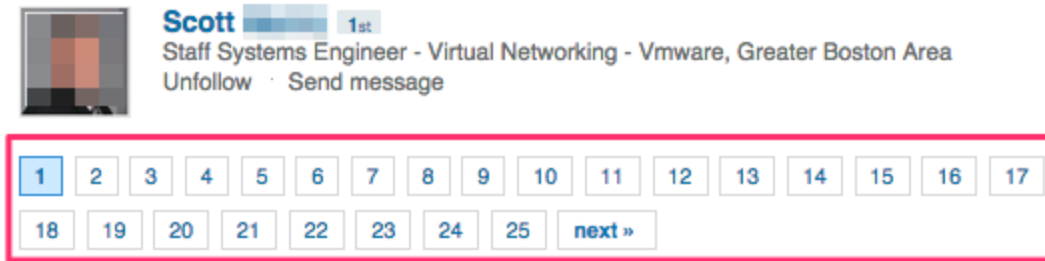 Scott 1st
Staff Systems Engineer - Virtual Networking - Vmware, Greater Boston Area
Unfollow · Send message
1 2 3 4 5 6 7 8 9 10 11 12 13 14 15 16 17
18 19 20 21 22 23 24 25 next »